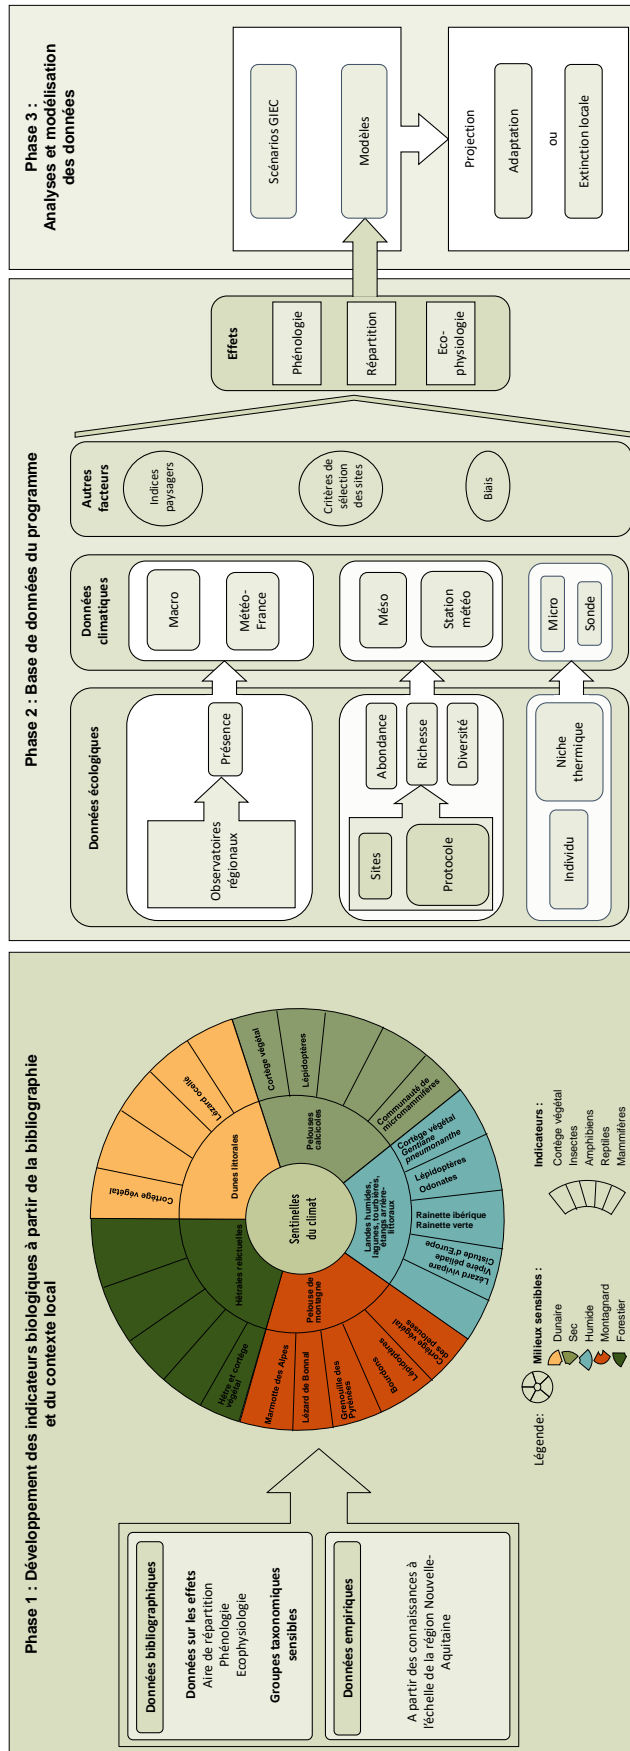 Phase 1 : Développement des indicateurs biologiques à partir de la bibliographie
et du contexte local
Données bibliographiques
Données sur les effets
Aire de répartition
Phénologie
Ecophysiologie
Groupes taxonomiques
sensibles
Données empiriques
A partir des connaissances à
l'échelle de la région Nouvelle-
Aquitaine
Sentinelles
du climat
Hêtraies relictuelles
Hêtre et cortège
végétal
Dunes littorales
Cortège végétal
Lézard ocellé
Pelouses
calcicoles
Cortège végétal
Lépidoptères
Communauté de
micromammifères
Landes humides,
lagunes, tourbières,
étangs arrière-
littoraux
Cortège végétal
Gentiane
pneumonanthe
Lépidoptères
Odonates
Rainette ibérique
Rainette verte
Lézard vivipare
Vipère péliade
Cistude d'Europe
Pelouse de
montagne
Cortège végétal
des pelouses
Lépidoptères
Bourdons
Grenouille des
Pyrénées
Lézard de Bonnal
Marmotte des Alpes
Légende:
Milieux sensibles :
Dunaire
Sec
Humide
Montagnard
Forestier
Indicateurs :
Cortège végétal
Insectes
Amphibiens
Reptiles
Mammifères
Phase 2 : Base de données du programme
Données écologiques
Observatoires
régionaux
Présence
Sites
Protocole
Abondance
Richesse
Diversité
Individu
Niche
thermique
Données
climatiques
Macro
Météo-
France
Méso
Station
météo
Micro
Sonde
Autres
facteurs
Indices
paysagers
Critères de
sélection
des sites
Biais
Effets
Phénologie
Répartition
Eco-
physiologie
Phase 3 :
Analyses et modélisation
des données
Scénarios GIEC
Modèles
Projection
Adaptation
ou
Extinction locale